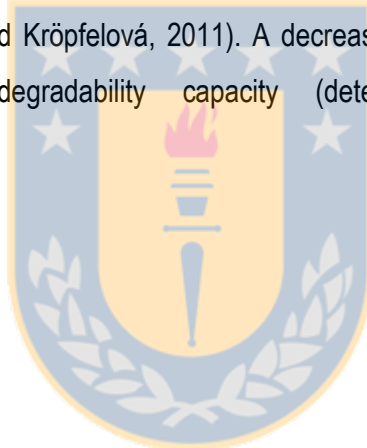 d Kröpfelová, 2011). A decreas
degradability capacity (dete